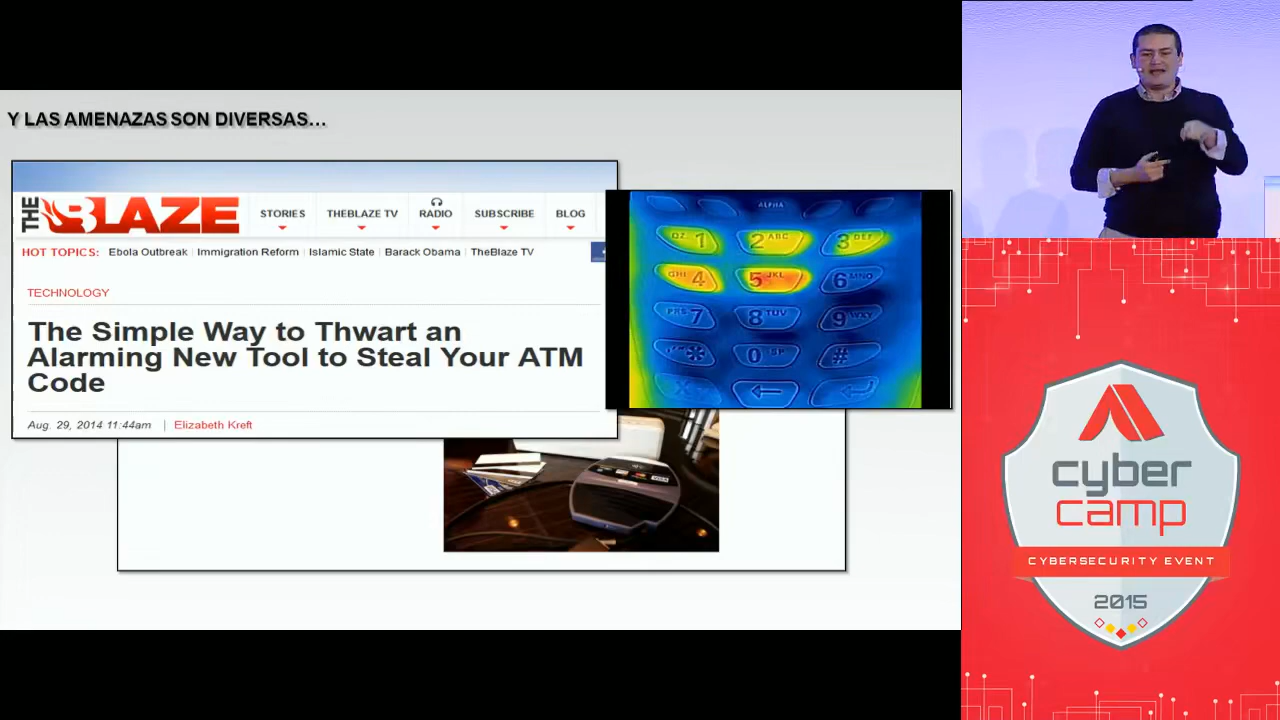 Y LAS AMENAZAS SON DIVERSAS...
THE BLAZE
STORIES THEBLAZE TV RADIO SUBSCRIBE BLOG
HOT TOPICS: Ebola Outbreak Immigration Reform Islamic State Barack Obama TheBlaze TV
TECHNOLOGY
The Simple Way to Thwart an
Alarming New Tool to Steal Your ATM
Code
Aug. 29, 2014 11:44am | Elizabeth Kreft
ALPHA
QZ 1 2 ABC 3 DEF
GHI 4 5 JKL 6 MNO
PRS 7 8 TUV 9 WXY
* 0 SP #
cyber
camp
CYBERSECURITY EVENT
2015